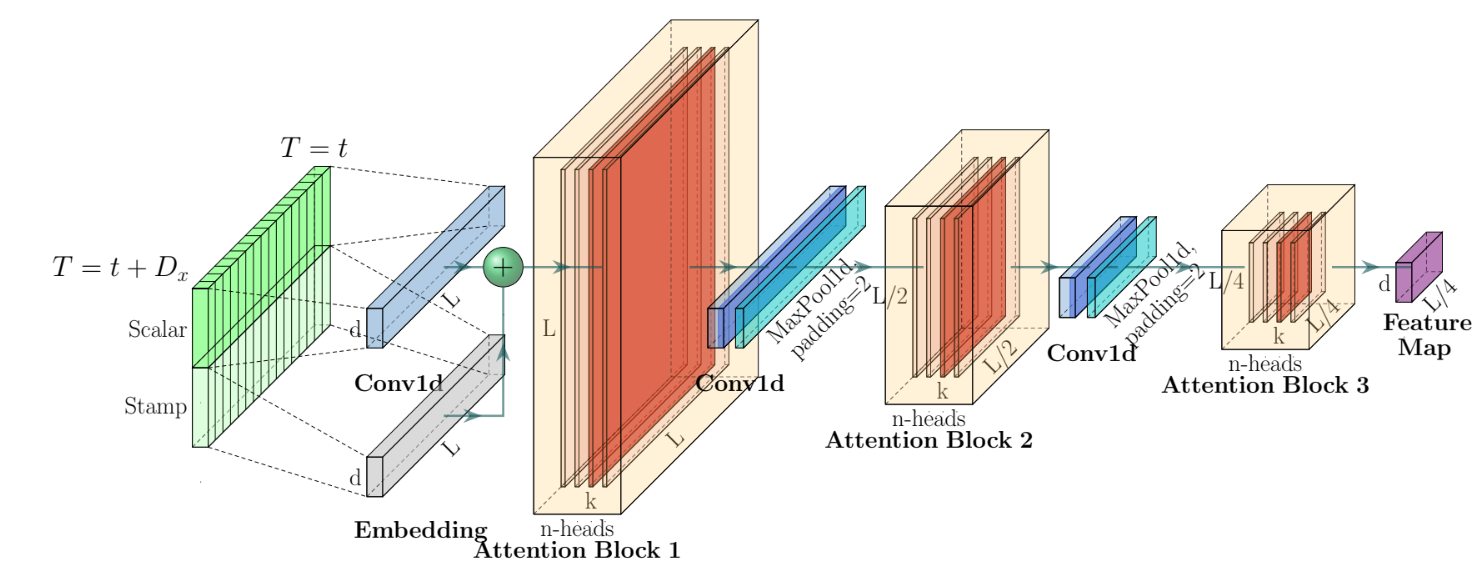 T = t
T = t + Dₓ
Scalar
Stamp
d
L
Conv1d
+
d
L
Embedding
L
k
L
n-heads
Attention Block 1
Conv1d
MaxPool1d,
padding=2
L/2
k
L/2
n-heads
Attention Block 2
Conv1d
MaxPool1d,
padding=2
L/4
k
L/4
n-heads
Attention Block 3
d
L/4
Feature
Map